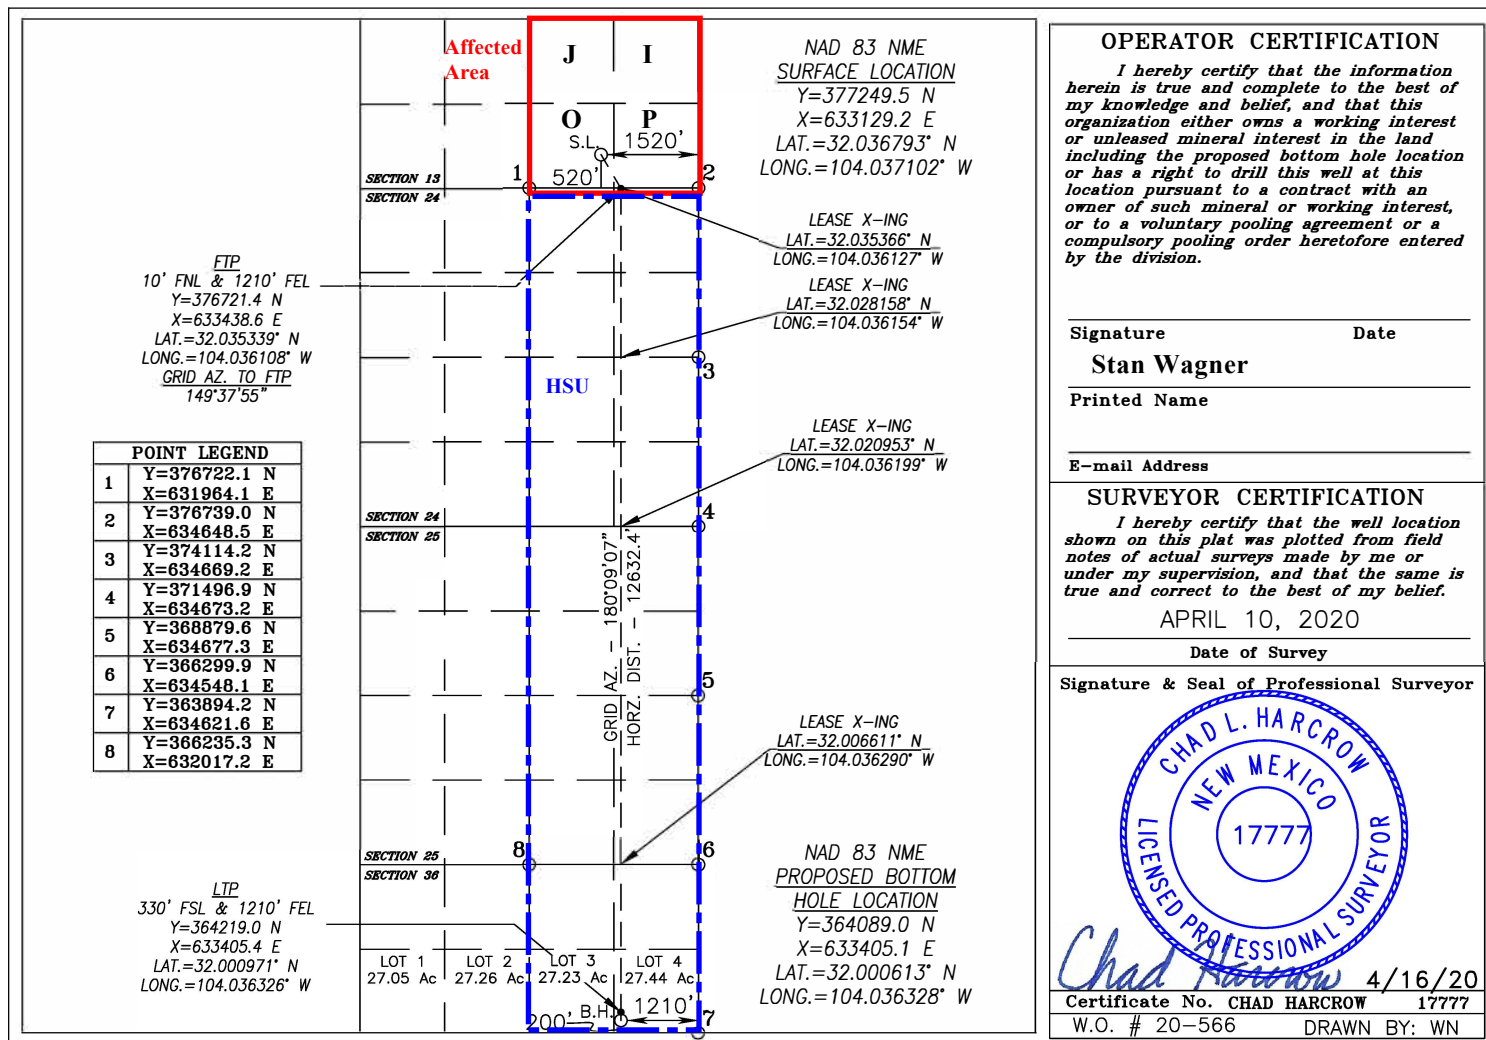 Affected
Area
J
I
O
P
S.L.
1520'
520'
1
2
SECTION 13
SECTION 24
HSU
3
SECTION 24
SECTION 25
4
GRID AZ. - 180°09'07"
HORZ. DIST. - 12632.4'
5
SECTION 25
SECTION 36
8
6
LOT 1
27.05 Ac
LOT 2
27.26 Ac
LOT 3
27.23 Ac
LOT 4
27.44 Ac
B.H.
1210'
200'
7
FTP
10' FNL & 1210' FEL
Y=376721.4 N
X=633438.6 E
LAT.=32.035339° N
LONG.=104.036108° W
GRID AZ. TO FTP
149°37'55"
POINT LEGEND
1 Y=376722.1 N
X=631964.1 E
2 Y=376739.0 N
X=634648.5 E
3 Y=374114.2 N
X=634669.2 E
4 Y=371496.9 N
X=634673.2 E
5 Y=368879.6 N
X=634677.3 E
6 Y=366299.9 N
X=634548.1 E
7 Y=363894.2 N
X=634621.6 E
8 Y=366235.3 N
X=632017.2 E
LTP
330' FSL & 1210' FEL
Y=364219.0 N
X=633405.4 E
LAT.=32.000971° N
LONG.=104.036326° W
NAD 83 NME
SURFACE LOCATION
Y=377249.5 N
X=633129.2 E
LAT.=32.036793° N
LONG.=104.037102° W
LEASE X-ING
LAT.=32.035366° N
LONG.=104.036127° W
LEASE X-ING
LAT.=32.028158° N
LONG.=104.036154° W
LEASE X-ING
LAT.=32.020953° N
LONG.=104.036199° W
LEASE X-ING
LAT.=32.006611° N
LONG.=104.036290° W
NAD 83 NME
PROPOSED BOTTOM
HOLE LOCATION
Y=364089.0 N
X=633405.1 E
LAT.=32.000613° N
LONG.=104.036328° W
OPERATOR CERTIFICATION
I hereby certify that the information
herein is true and complete to the best of
my knowledge and belief, and that this
organization either owns a working interest
or unleased mineral interest in the land
including the proposed bottom hole location
or has a right to drill this well at this
location pursuant to a contract with an
owner of such mineral or working interest,
or to a voluntary pooling agreement or a
compulsory pooling order heretofore entered
by the division.
Signature Date
Stan Wagner
Printed Name
E-mail Address
SURVEYOR CERTIFICATION
I hereby certify that the well location
shown on this plat was plotted from field
notes of actual surveys made by me or
under my supervision, and that the same is
true and correct to the best of my belief.
APRIL 10, 2020
Date of Survey
Signature & Seal of Professional Surveyor
CHAD L. HARCROW
NEW MEXICO
17777
LICENSED PROFESSIONAL SURVEYOR
Chad Harcrow 4/16/20
Certificate No. CHAD HARCROW 17777
W.O. # 20-566 DRAWN BY: WN